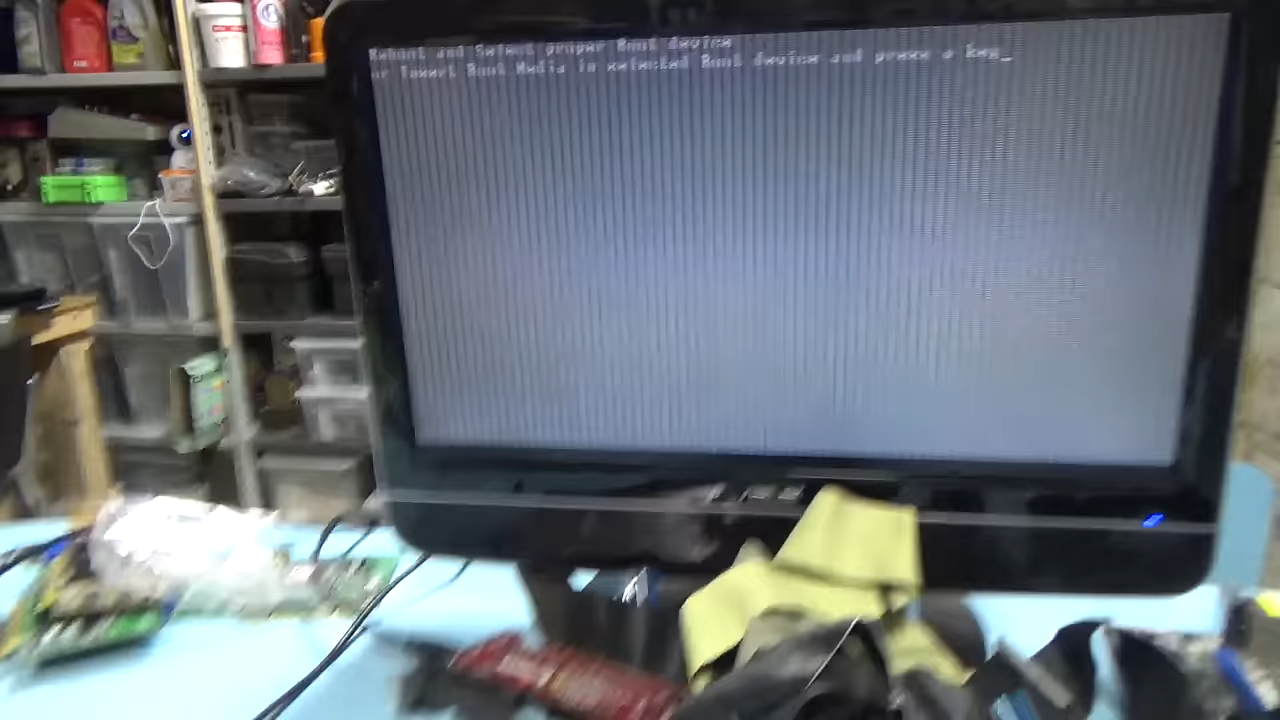 Reboot and Select proper Boot device
or Insert Boot Media in selected Boot device and press a key_